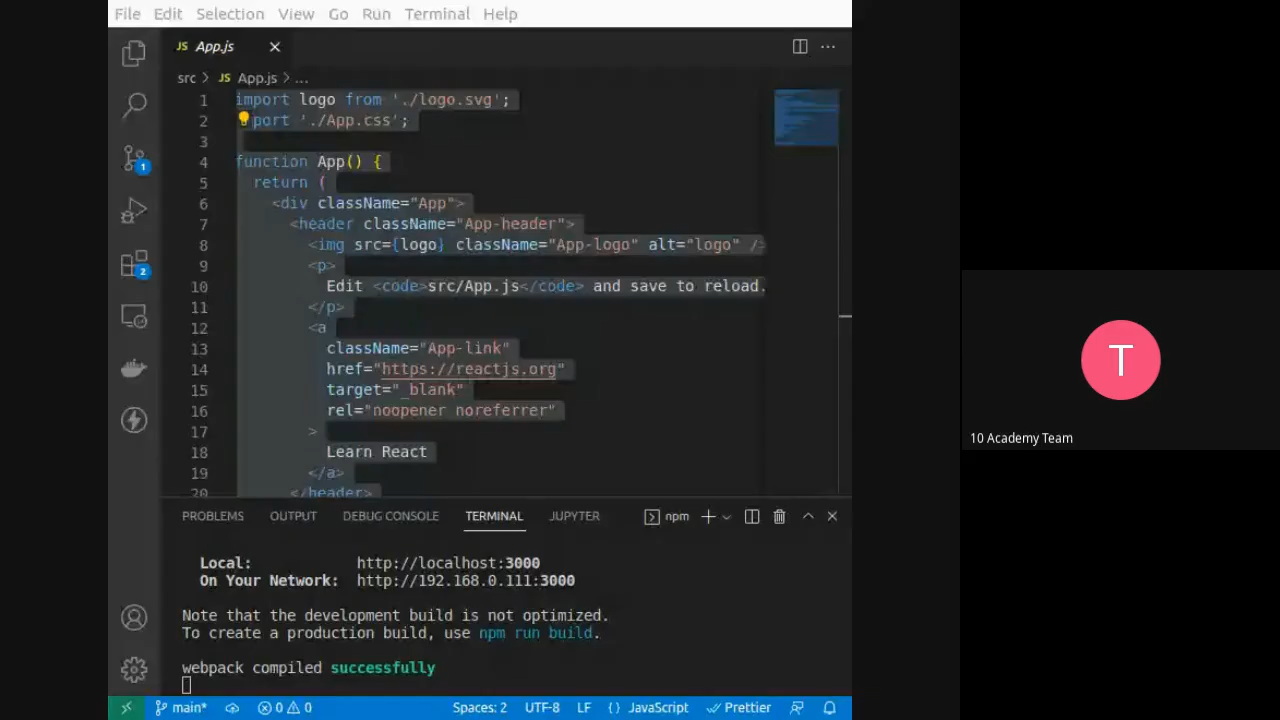 File Edit Selection View Go Run Terminal Help
JS App.js
src > JS App.js > ...
1 import logo from './logo.svg';
2 port './App.css';
3
4 function App() {
5 return (
6 <div className="App">
7 <header className="App-header">
8 <img src={logo} className="App-logo" alt="logo" />
9 <p>
10 Edit <code>src/App.js</code> and save to reload.
11 </p>
12 <a
13 className="App-link"
14 href="https://reactjs.org"
15 target="_blank"
16 rel="noopener noreferrer"
17 >
18 Learn React
19 </a>
20 </header>
1
2
PROBLEMS OUTPUT DEBUG CONSOLE TERMINAL JUPYTER npm
Local: http://localhost:3000
On Your Network: http://192.168.0.111:3000
Note that the development build is not optimized.
To create a production build, use npm run build.
webpack compiled successfully
main* 0 0 Spaces: 2 UTF-8 LF {} JavaScript Prettier
T
10 Academy Team